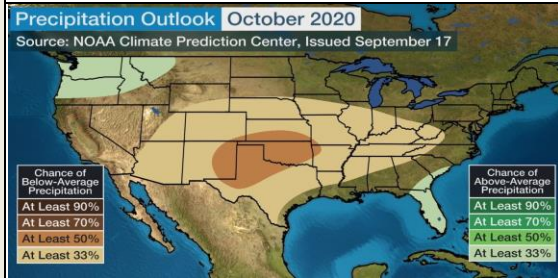 Precipitation Outlook October 2020
Source: NOAA Climate Prediction Center, Issued September 17
Chance of
Below-Average
Precipitation
At Least 90%
At Least 70%
At Least 50%
At Least 33%
Chance of
Above-Average
Precipitation
At Least 90%
At Least 70%
At Least 50%
At Least 33%